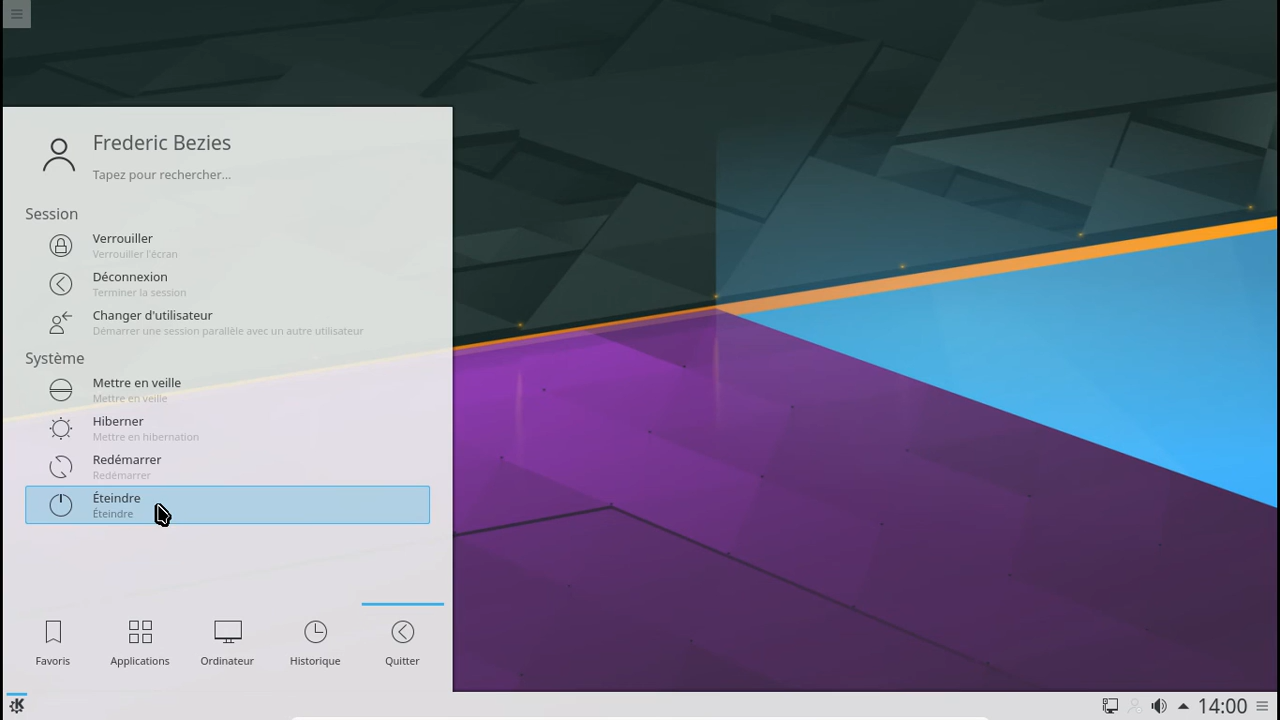 Frederic Bezies
Tapez pour rechercher...
Session
Verrouiller
Verrouiller l'écran
Déconnexion
Terminer la session
Changer d'utilisateur
Démarrer une session parallèle avec un autre utilisateur
Système
Mettre en veille
Mettre en veille
Hiberner
Mettre en hibernation
Redémarrer
Redémarrer
Éteindre
Éteindre
Favoris
Applications
Ordinateur
Historique
Quitter
14:00